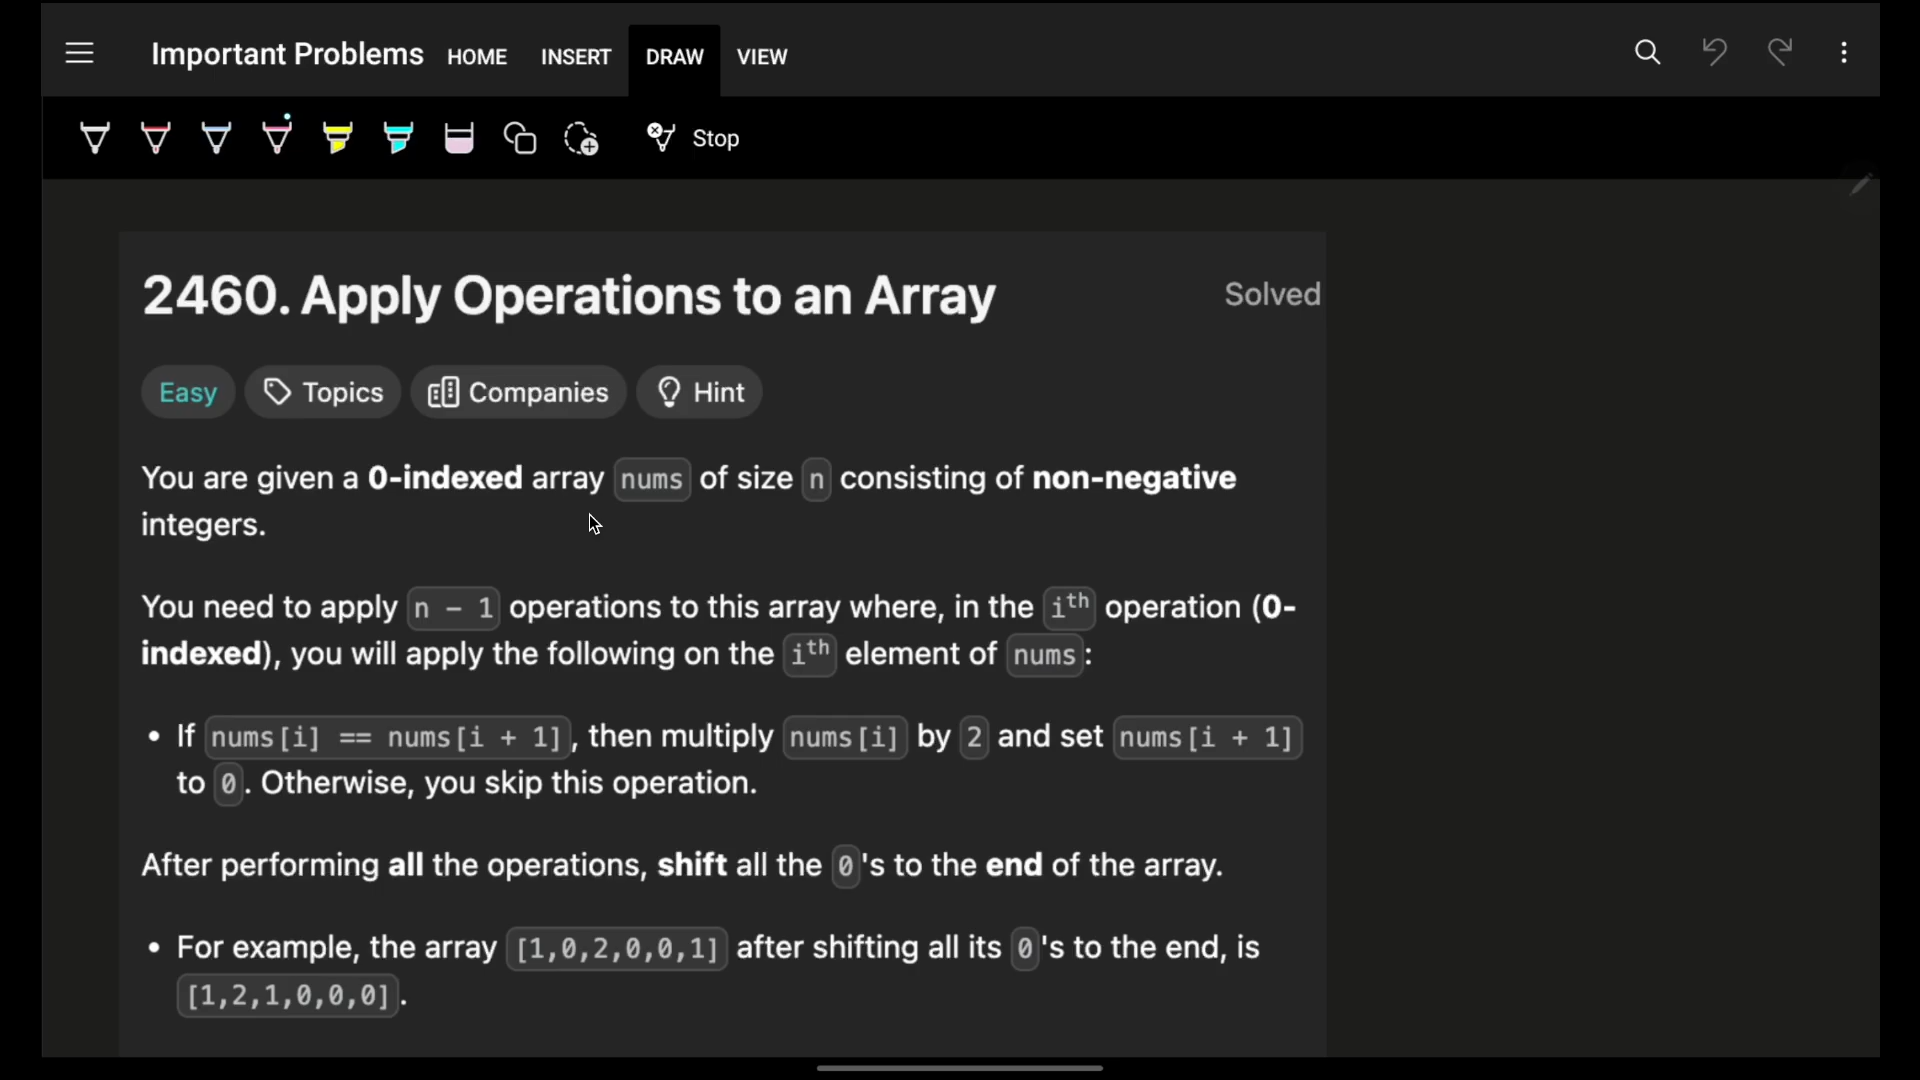 Important Problems HOME INSERT DRAW VIEW
Stop
2460. Apply Operations to an Array Solved
Easy Topics Companies Hint
You are given a 0-indexed array nums of size n consisting of non-negative
integers.
You need to apply n - 1 operations to this array where, in the ith operation (0-
indexed), you will apply the following on the ith element of nums:
• If nums[i] == nums[i + 1], then multiply nums[i] by 2 and set nums[i + 1]
to 0. Otherwise, you skip this operation.
After performing all the operations, shift all the 0's to the end of the array.
• For example, the array [1,0,2,0,0,1] after shifting all its 0's to the end, is
[1,2,1,0,0,0].